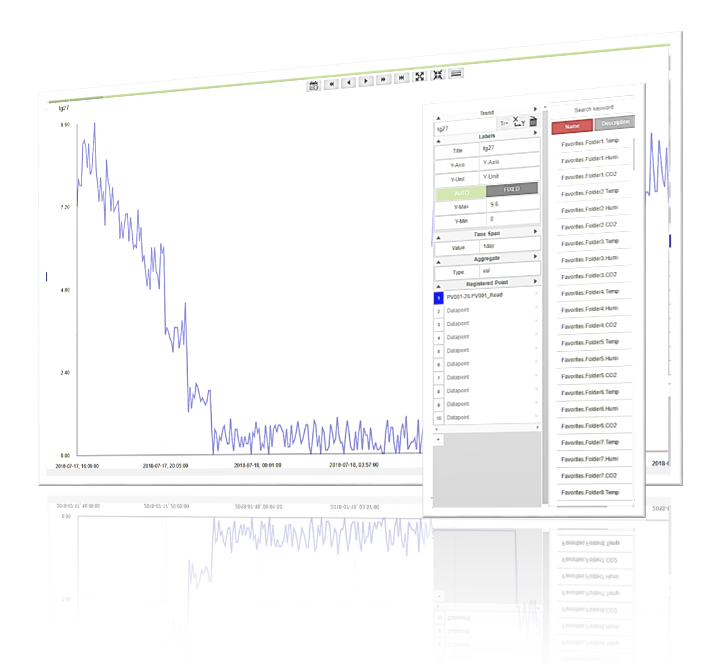 tg27
9.60
7.20
4.80
2.40
0.00
2018-07-17, 16:09:00
2018-07-17, 20:05:00
2018-07-18, 00:01:00
2018-07-18, 03:57:00
2018-
Trend
tg27
Labels
Title tg27
Y-Axis Y-Axis
Y-Unit Y-Unit
AUTO FIXED
Y-Max 9.6
Y-Min 0
Time Span
Value 1day
Aggregate
Type val
Registered Point
1 PV001-20.PV001_Read
2 Datapoint
3 Datapoint
4 Datapoint
5 Datapoint
6 Datapoint
7 Datapoint
8 Datapoint
9 Datapoint
10 Datapoint
+
Search keyword
Name Description
Favorites.Folder1.Temp
Favorites.Folder1.Humi
Favorites.Folder1.CO2
Favorites.Folder2.Temp
Favorites.Folder2.Humi
Favorites.Folder2.CO2
Favorites.Folder3.Temp
Favorites.Folder3.Humi
Favorites.Folder3.CO2
Favorites.Folder4.Temp
Favorites.Folder4.Humi
Favorites.Folder4.CO2
Favorites.Folder5.Temp
Favorites.Folder5.Humi
Favorites.Folder5.CO2
Favorites.Folder6.Temp
Favorites.Folder6.Humi
Favorites.Folder6.CO2
Favorites.Folder7.Temp
Favorites.Folder7.Humi
Favorites.Folder7.CO2
Favorites.Folder8.Temp